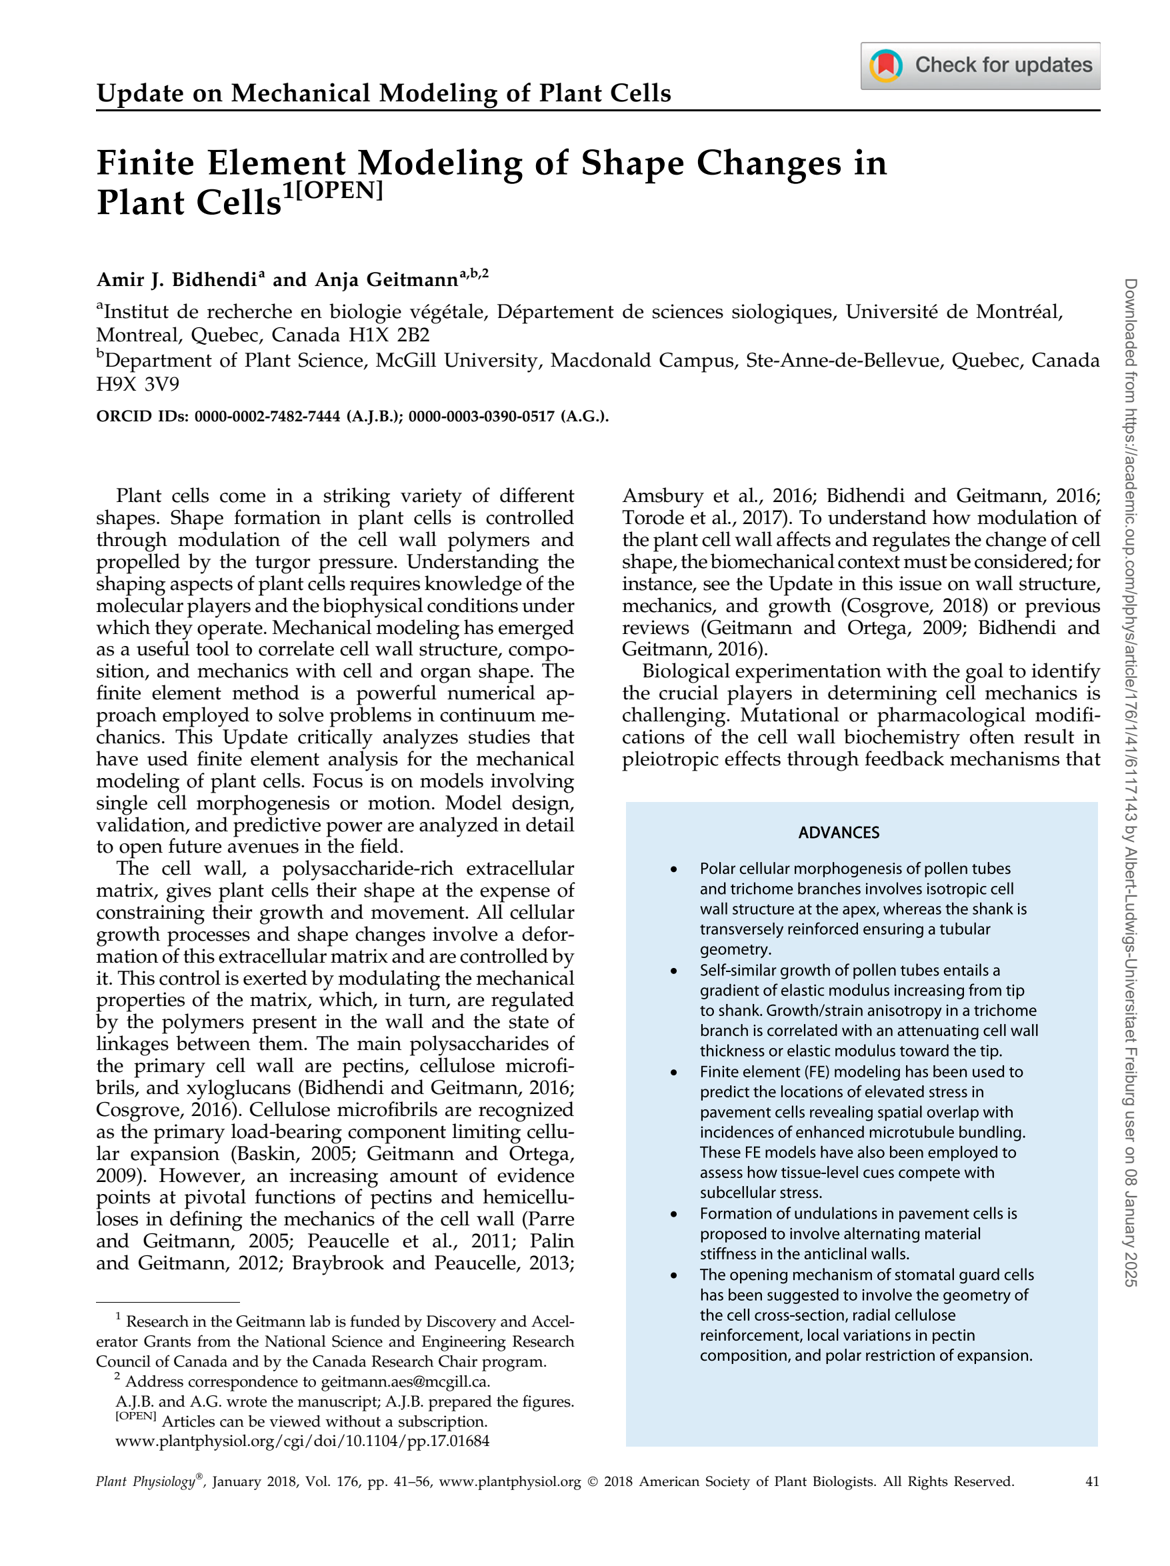 Check for updates
Update on Mechanical Modeling of Plant Cells
Finite Element Modeling of Shape Changes in
Plant Cells1[OPEN]
Amir J. Bidhendia and Anja Geitmanna,b,2
aInstitut de recherche en biologie végétale, Département de sciences siologiques, Université de Montréal,
Montreal, Quebec, Canada H1X 2B2
bDepartment of Plant Science, McGill University, Macdonald Campus, Ste-Anne-de-Bellevue, Quebec, Canada
H9X 3V9
ORCID IDs: 0000-0002-7482-7444 (A.J.B.); 0000-0003-0390-0517 (A.G.).
Plant cells come in a striking variety of different
shapes. Shape formation in plant cells is controlled
through modulation of the cell wall polymers and
propelled by the turgor pressure. Understanding the
shaping aspects of plant cells requires knowledge of the
molecular players and the biophysical conditions under
which they operate. Mechanical modeling has emerged
as a useful tool to correlate cell wall structure, compo-
sition, and mechanics with cell and organ shape. The
finite element method is a powerful numerical ap-
proach employed to solve problems in continuum me-
chanics. This Update critically analyzes studies that
have used finite element analysis for the mechanical
modeling of plant cells. Focus is on models involving
single cell morphogenesis or motion. Model design,
validation, and predictive power are analyzed in detail
to open future avenues in the field.
The cell wall, a polysaccharide-rich extracellular
matrix, gives plant cells their shape at the expense of
constraining their growth and movement. All cellular
growth processes and shape changes involve a defor-
mation of this extracellular matrix and are controlled by
it. This control is exerted by modulating the mechanical
properties of the matrix, which, in turn, are regulated
by the polymers present in the wall and the state of
linkages between them. The main polysaccharides of
the primary cell wall are pectins, cellulose microfi-
brils, and xyloglucans (Bidhendi and Geitmann, 2016;
Cosgrove, 2016). Cellulose microfibrils are recognized
as the primary load-bearing component limiting cellu-
lar expansion (Baskin, 2005; Geitmann and Ortega,
2009). However, an increasing amount of evidence
points at pivotal functions of pectins and hemicellu-
loses in defining the mechanics of the cell wall (Parre
and Geitmann, 2005; Peaucelle et al., 2011; Palin
and Geitmann, 2012; Braybrook and Peaucelle, 2013;
1 Research in the Geitmann lab is funded by Discovery and Accel-
erator Grants from the National Science and Engineering Research
Council of Canada and by the Canada Research Chair program.
2 Address correspondence to geitmann.aes@mcgill.ca.
A.J.B. and A.G. wrote the manuscript; A.J.B. prepared the figures.
[OPEN] Articles can be viewed without a subscription.
www.plantphysiol.org/cgi/doi/10.1104/pp.17.01684
Amsbury et al., 2016; Bidhendi and Geitmann, 2016;
Torode et al., 2017). To understand how modulation of
the plant cell wall affects and regulates the change of cell
shape, the biomechanical context must be considered; for
instance, see the Update in this issue on wall structure,
mechanics, and growth (Cosgrove, 2018) or previous
reviews (Geitmann and Ortega, 2009; Bidhendi and
Geitmann, 2016).
Biological experimentation with the goal to identify
the crucial players in determining cell mechanics is
challenging. Mutational or pharmacological modifi-
cations of the cell wall biochemistry often result in
pleiotropic effects through feedback mechanisms that
ADVANCES
• Polar cellular morphogenesis of pollen tubes
and trichome branches involves isotropic cell
wall structure at the apex, whereas the shank is
transversely reinforced ensuring a tubular
geometry.
• Self-similar growth of pollen tubes entails a
gradient of elastic modulus increasing from tip
to shank. Growth/strain anisotropy in a trichome
branch is correlated with an attenuating cell wall
thickness or elastic modulus toward the tip.
• Finite element (FE) modeling has been used to
predict the locations of elevated stress in
pavement cells revealing spatial overlap with
incidences of enhanced microtubule bundling.
These FE models have also been employed to
assess how tissue-level cues compete with
subcellular stress.
• Formation of undulations in pavement cells is
proposed to involve alternating material
stiffness in the anticlinal walls.
• The opening mechanism of stomatal guard cells
has been suggested to involve the geometry of
the cell cross-section, radial cellulose
reinforcement, local variations in pectin
composition, and polar restriction of expansion.
Plant Physiology®, January 2018, Vol. 176, pp. 41–56, www.plantphysiol.org © 2018 American Society of Plant Biologists. All Rights Reserved. 41
Downloaded from https://academic.oup.com/plphys/article/176/1/41/6117143 by Albert-Ludwigs-Universitaet Freiburg user on 08 January 2025